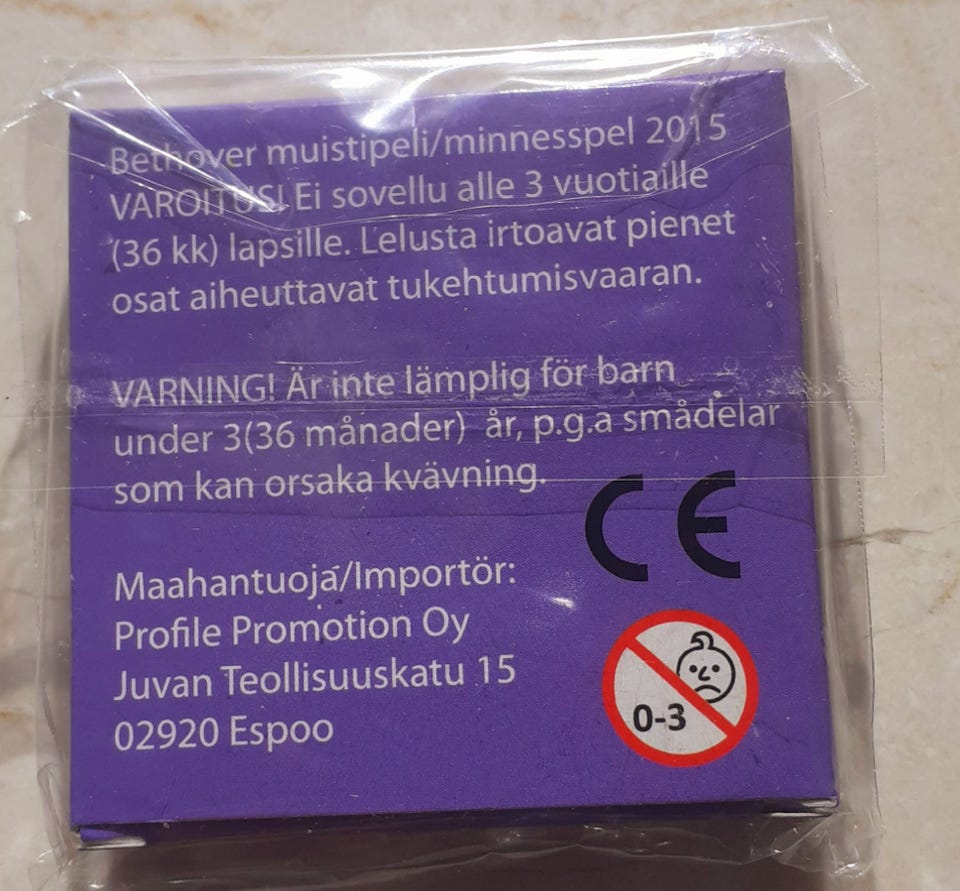 Bethover muistipeli/minnesspel 2015
VAROITUS! Ei sovellu alle 3 vuotiaille
(36 kk) lapsille. Lelusta irtoavat pienet
osat aiheuttavat tukehtumisvaaran.
VARNING! Är inte lämplig för barn
under 3(36 månader) år, p.g.a smådelar
som kan orsaka kvävning.
CE
Maahantuoja/Importör:
Profile Promotion Oy
Juvan Teollisuuskatu 15
02920 Espoo
0-3